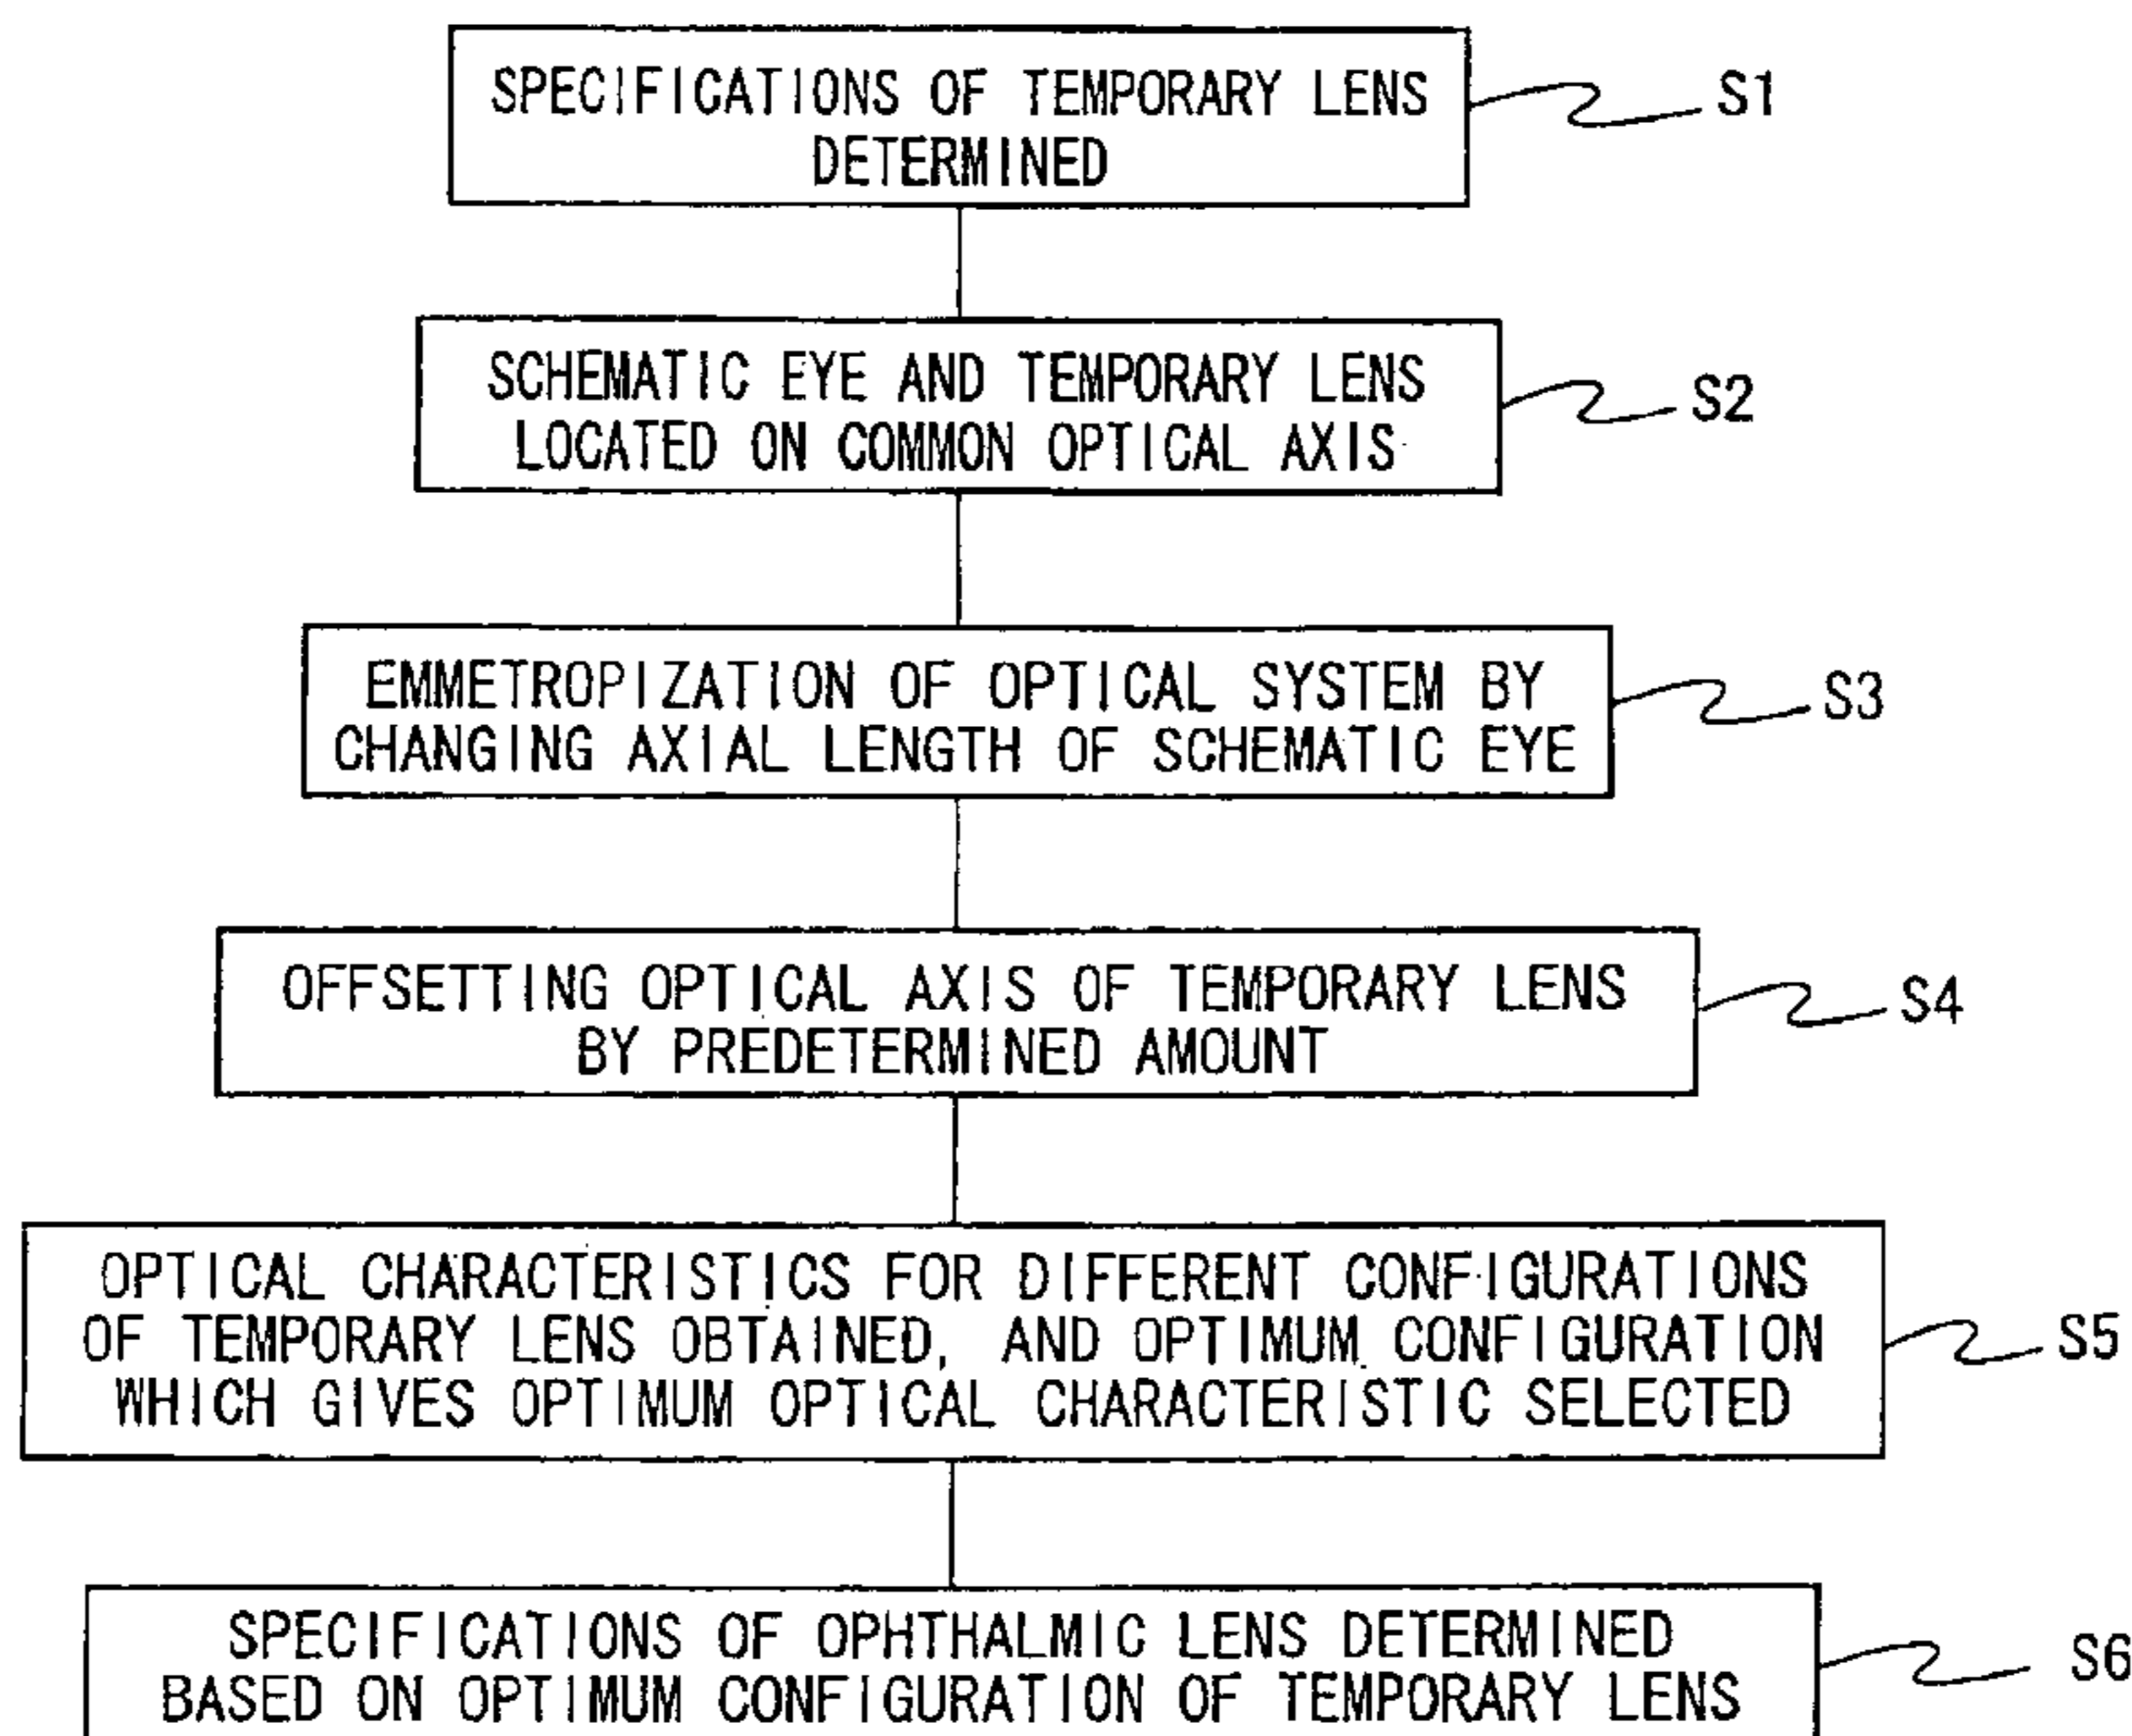 SPECIFICATIONS OF TEMPORARY LENS
DETERMINED
S1
SCHEMATIC EYE AND TEMPORARY LENS
LOCATED ON COMMON OPTICAL AXIS
S2
EMMETROPIZATION OF OPTICAL SYSTEM BY
CHANGING AXIAL LENGTH OF SCHEMATIC EYE
S3
OFFSETTING OPTICAL AXIS OF TEMPORARY LENS
BY PREDETERMINED AMOUNT
S4
OPTICAL CHARACTERISTICS FOR DIFFERENT CONFIGURATIONS
OF TEMPORARY LENS OBTAINED, AND OPTIMUM CONFIGURATION
WHICH GIVES OPTIMUM OPTICAL CHARACTERISTIC SELECTED
S5
SPECIFICATIONS OF OPHTHALMIC LENS DETERMINED
BASED ON OPTIMUM CONFIGURATION OF TEMPORARY LENS
S6